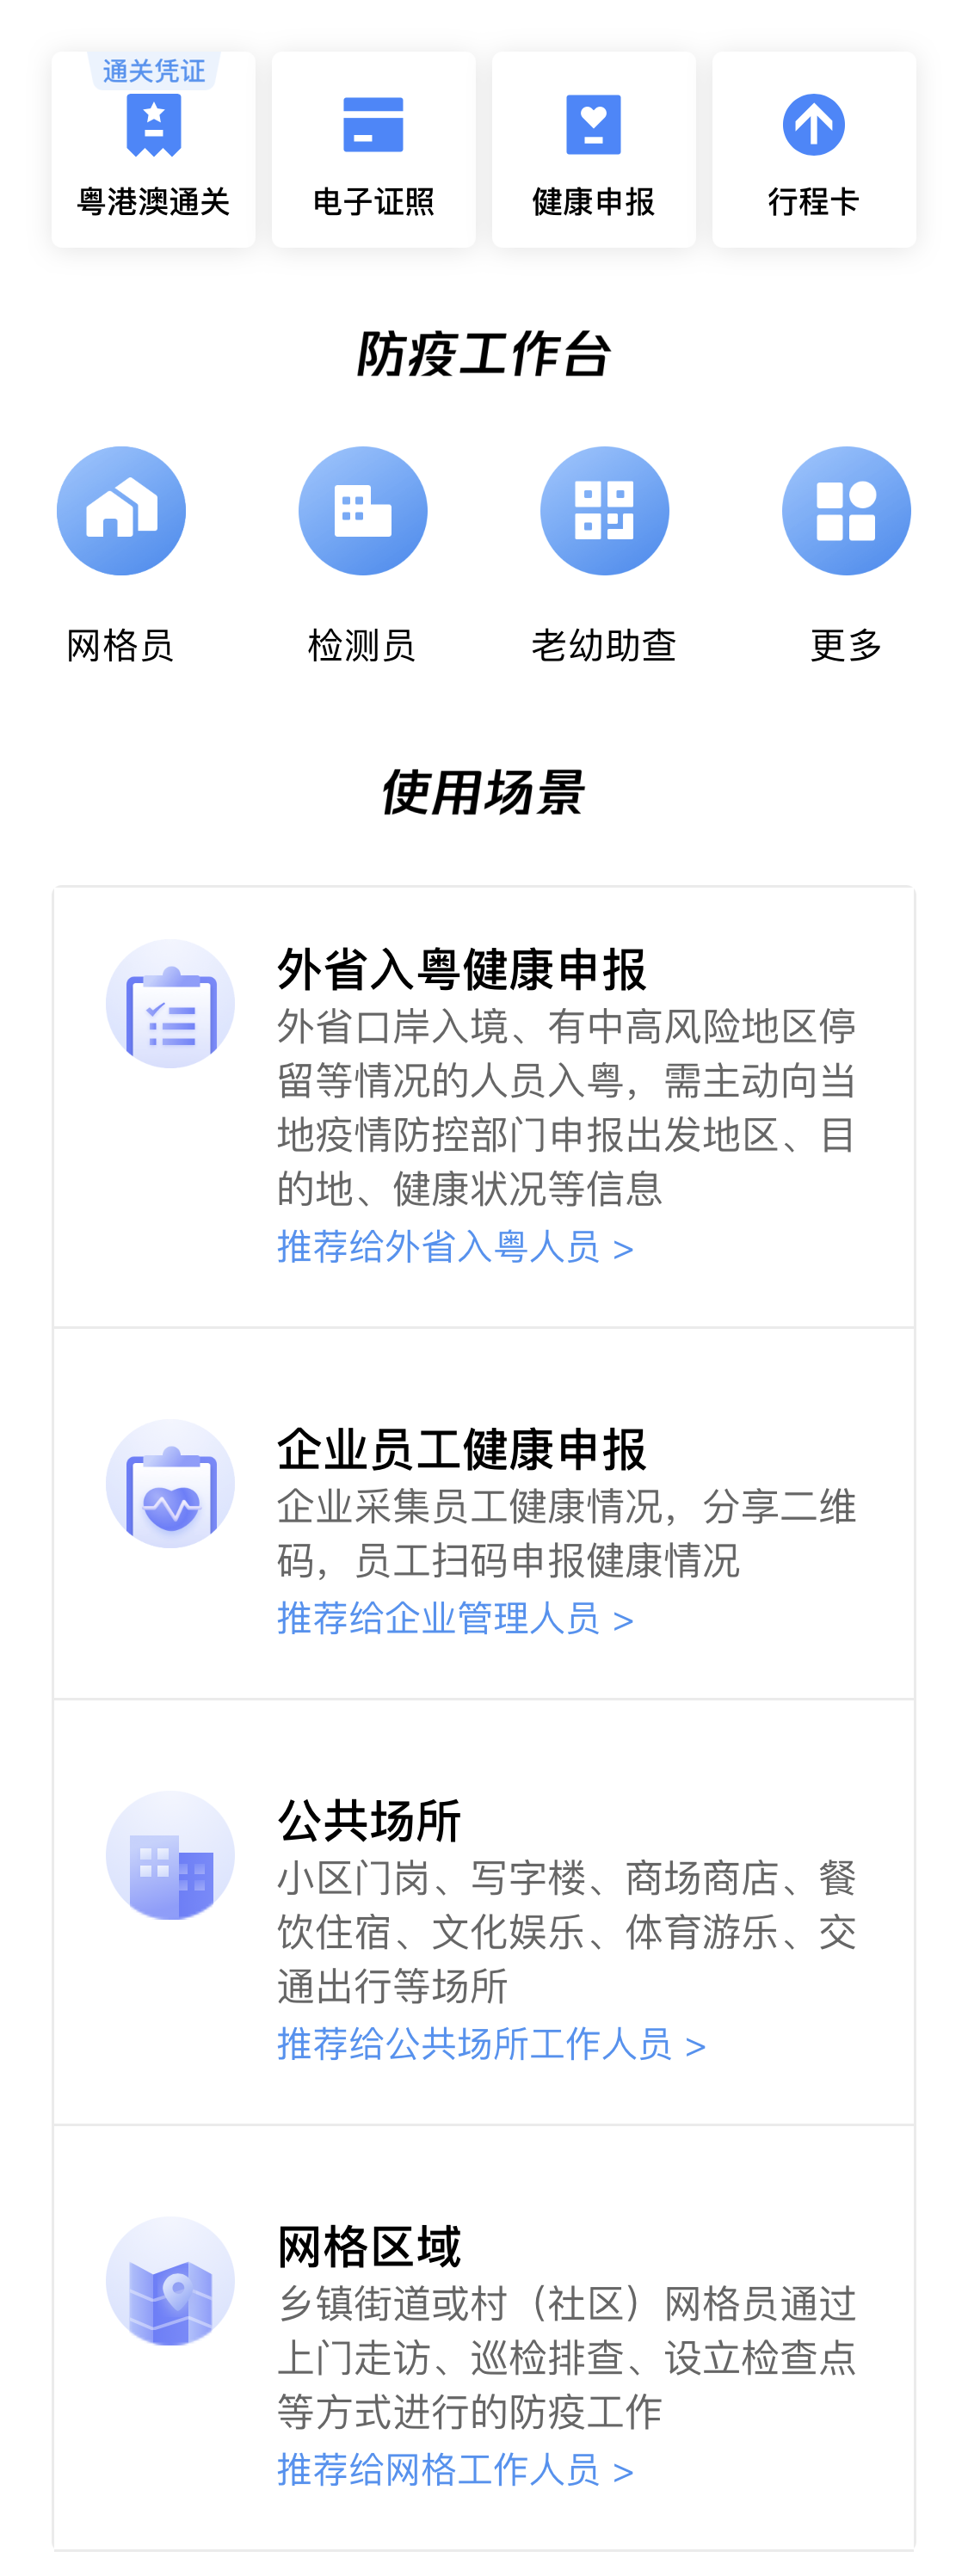 通关凭证
粤港澳通关
电子证照
健康申报
行程卡
防疫工作台
网格员
检测员
老幼助查
更多
使用场景
外省入粤健康申报
外省口岸入境、有中高风险地区停
留等情况的人员入粤，需主动向当
地疫情防控部门申报出发地区、目
的地、健康状况等信息
推荐给外省入粤人员 >
企业员工健康申报
企业采集员工健康情况，分享二维
码，员工扫码申报健康情况
推荐给企业管理人员 >
公共场所
小区门岗、写字楼、商场商店、餐
饮住宿、文化娱乐、体育游乐、交
通出行等场所
推荐给公共场所工作人员 >
网格区域
乡镇街道或村（社区）网格员通过
上门走访、巡检排查、设立检查点
等方式进行的防疫工作
推荐给网格工作人员 >